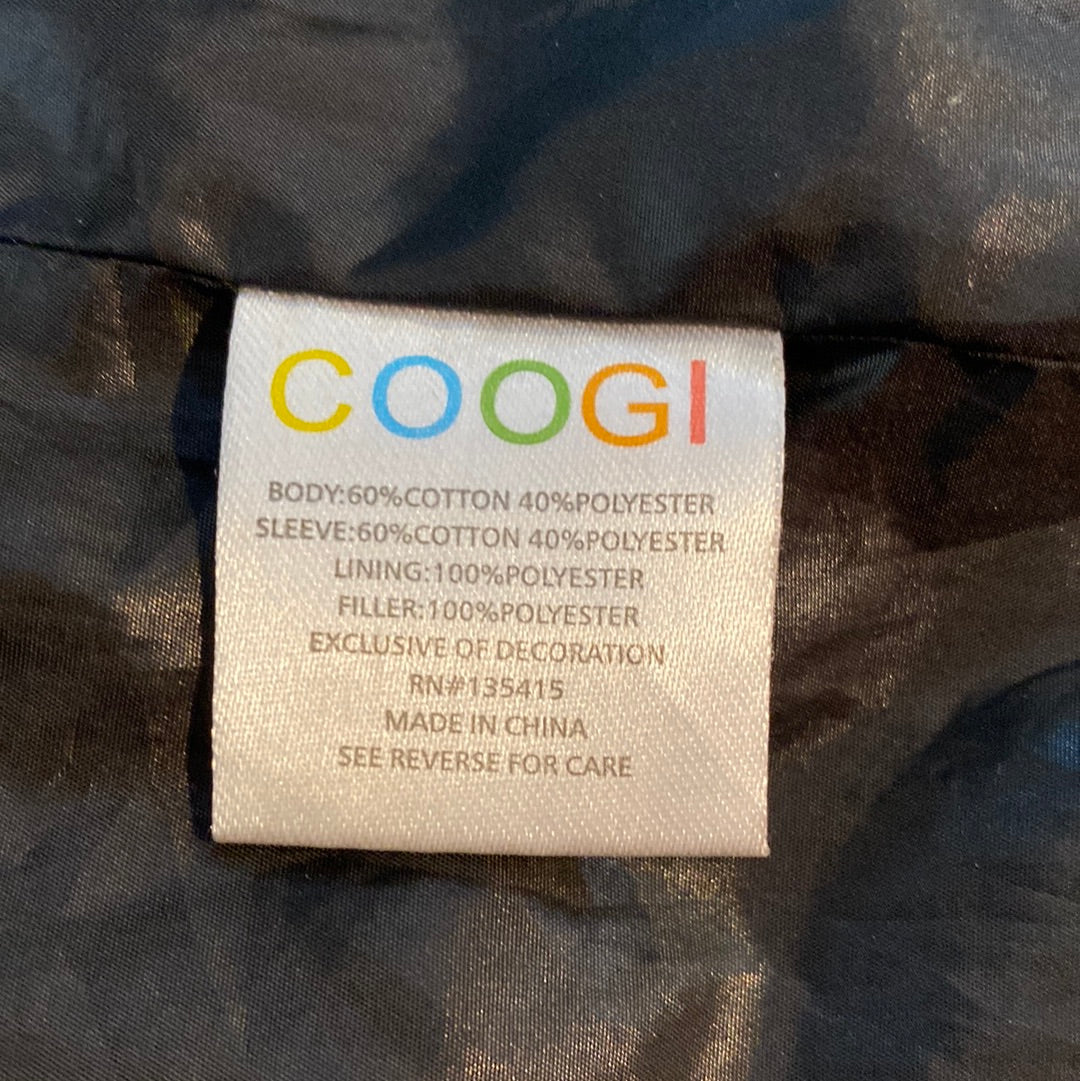 COOGI
BODY:60%COTTON 40%POLYESTER
SLEEVE:60%COTTON 40%POLYESTER
LINING:100%POLYESTER
FILLER:100%POLYESTER
EXCLUSIVE OF DECORATION
RN#135415
MADE IN CHINA
SEE REVERSE FOR CARE